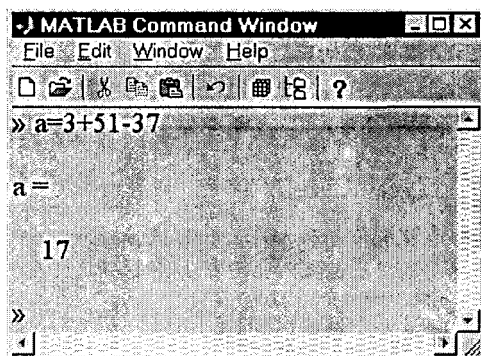 MATLAB Command Window
File Edit Window Help
?
» a=3+51-37
a =
17
»